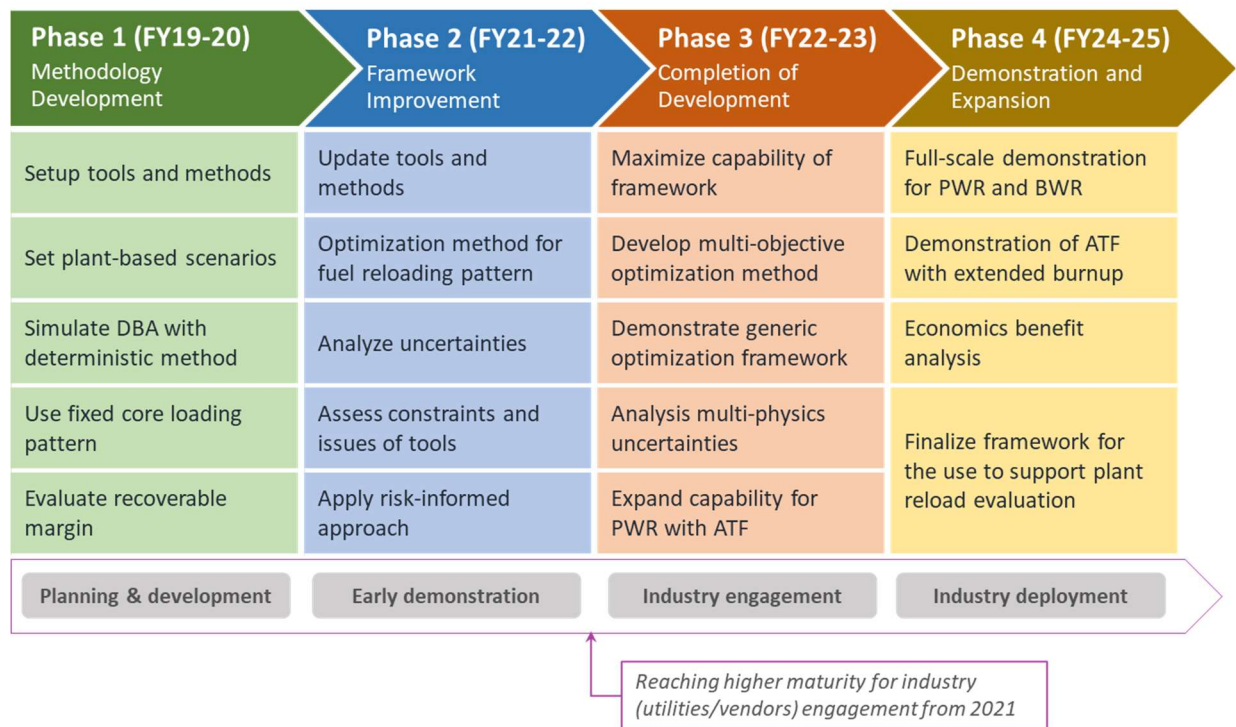 Phase 1 (FY19-20)
Methodology
Development
Phase 2 (FY21-22)
Framework
Improvement
Phase 3 (FY22-23)
Completion of
Development
Phase 4 (FY24-25)
Demonstration and
Expansion
Setup tools and methods
Set plant-based scenarios
Simulate DBA with
deterministic method
Use fixed core loading
pattern
Evaluate recoverable
margin
Update tools and
methods
Optimization method for
fuel reloading pattern
Analyze uncertainties
Assess constraints and
issues of tools
Apply risk-informed
approach
Maximize capability of
framework
Develop multi-objective
optimization method
Demonstrate generic
optimization framework
Analysis multi-physics
uncertainties
Expand capability for
PWR with ATF
Full-scale demonstration
for PWR and BWR
Demonstration of ATF
with extended burnup
Economics benefit
analysis
Finalize framework for
the use to support plant
reload evaluation
Planning & development
Early demonstration
Industry engagement
Industry deployment
Reaching higher maturity for industry
(utilities/vendors) engagement from 2021